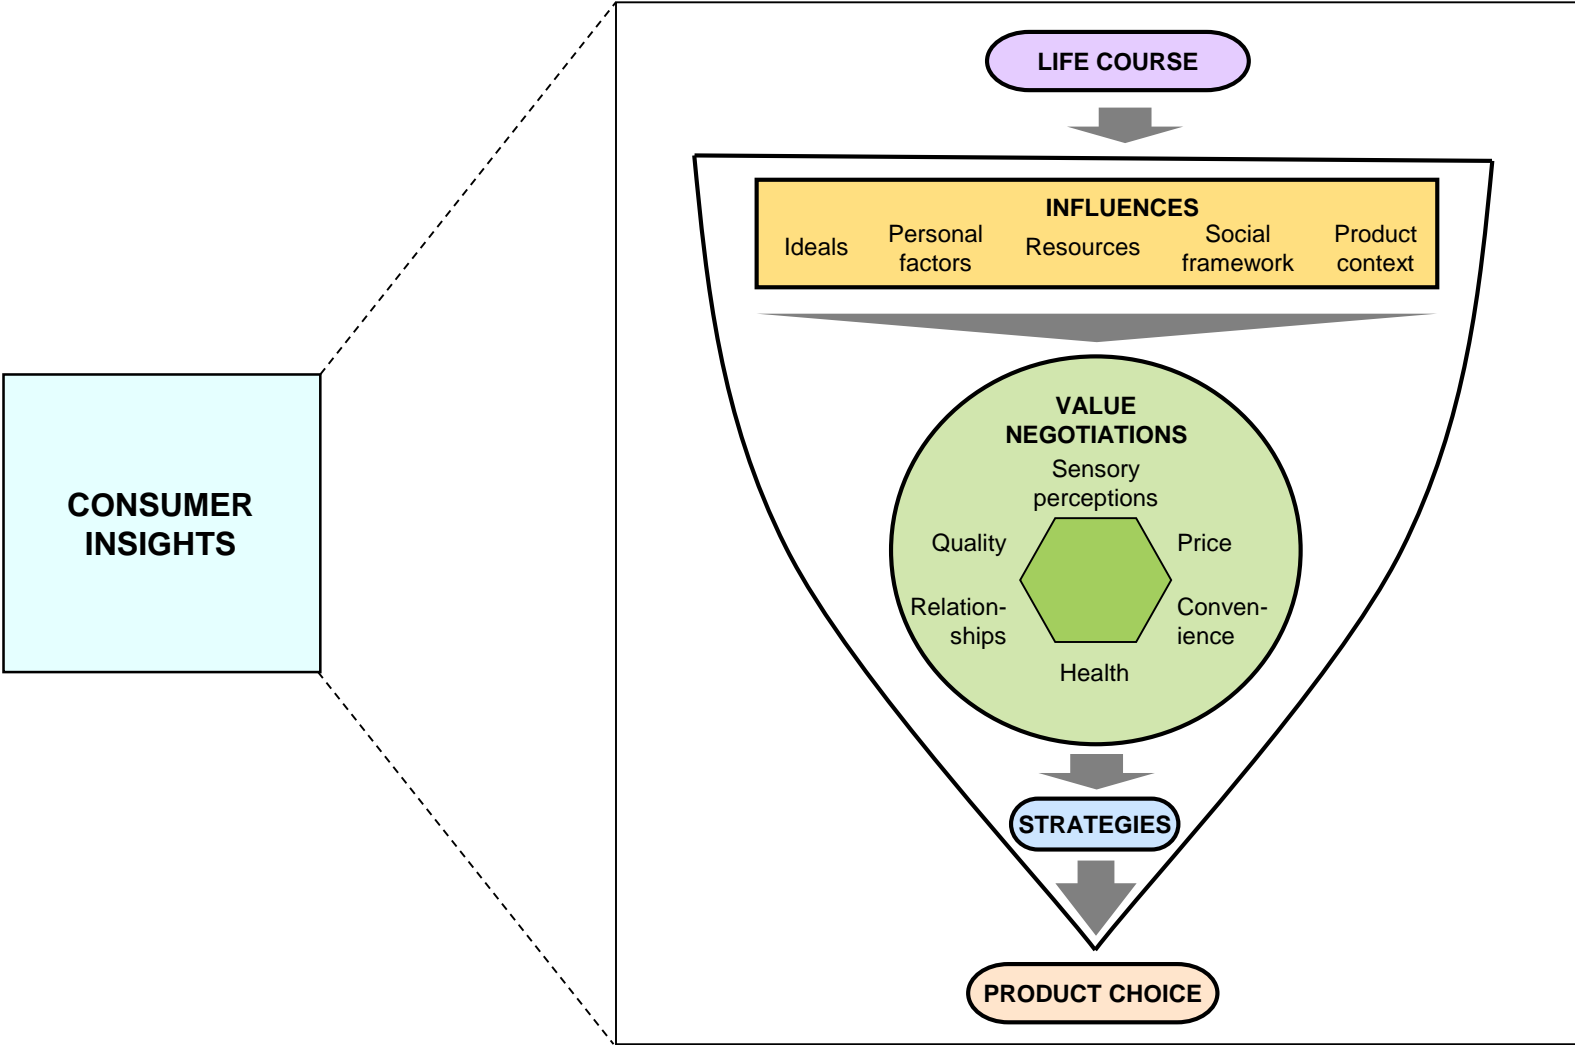 LIFE COURSE
INFLUENCES
Ideals
Personal
factors
Resources
Social
framework
Product
context
CONSUMER
INSIGHTS
VALUE
NEGOTIATIONS
Sensory
perceptions
Quality
Price
Relation-
ships
Conven-
ience
Health
STRATEGIES
PRODUCT CHOICE